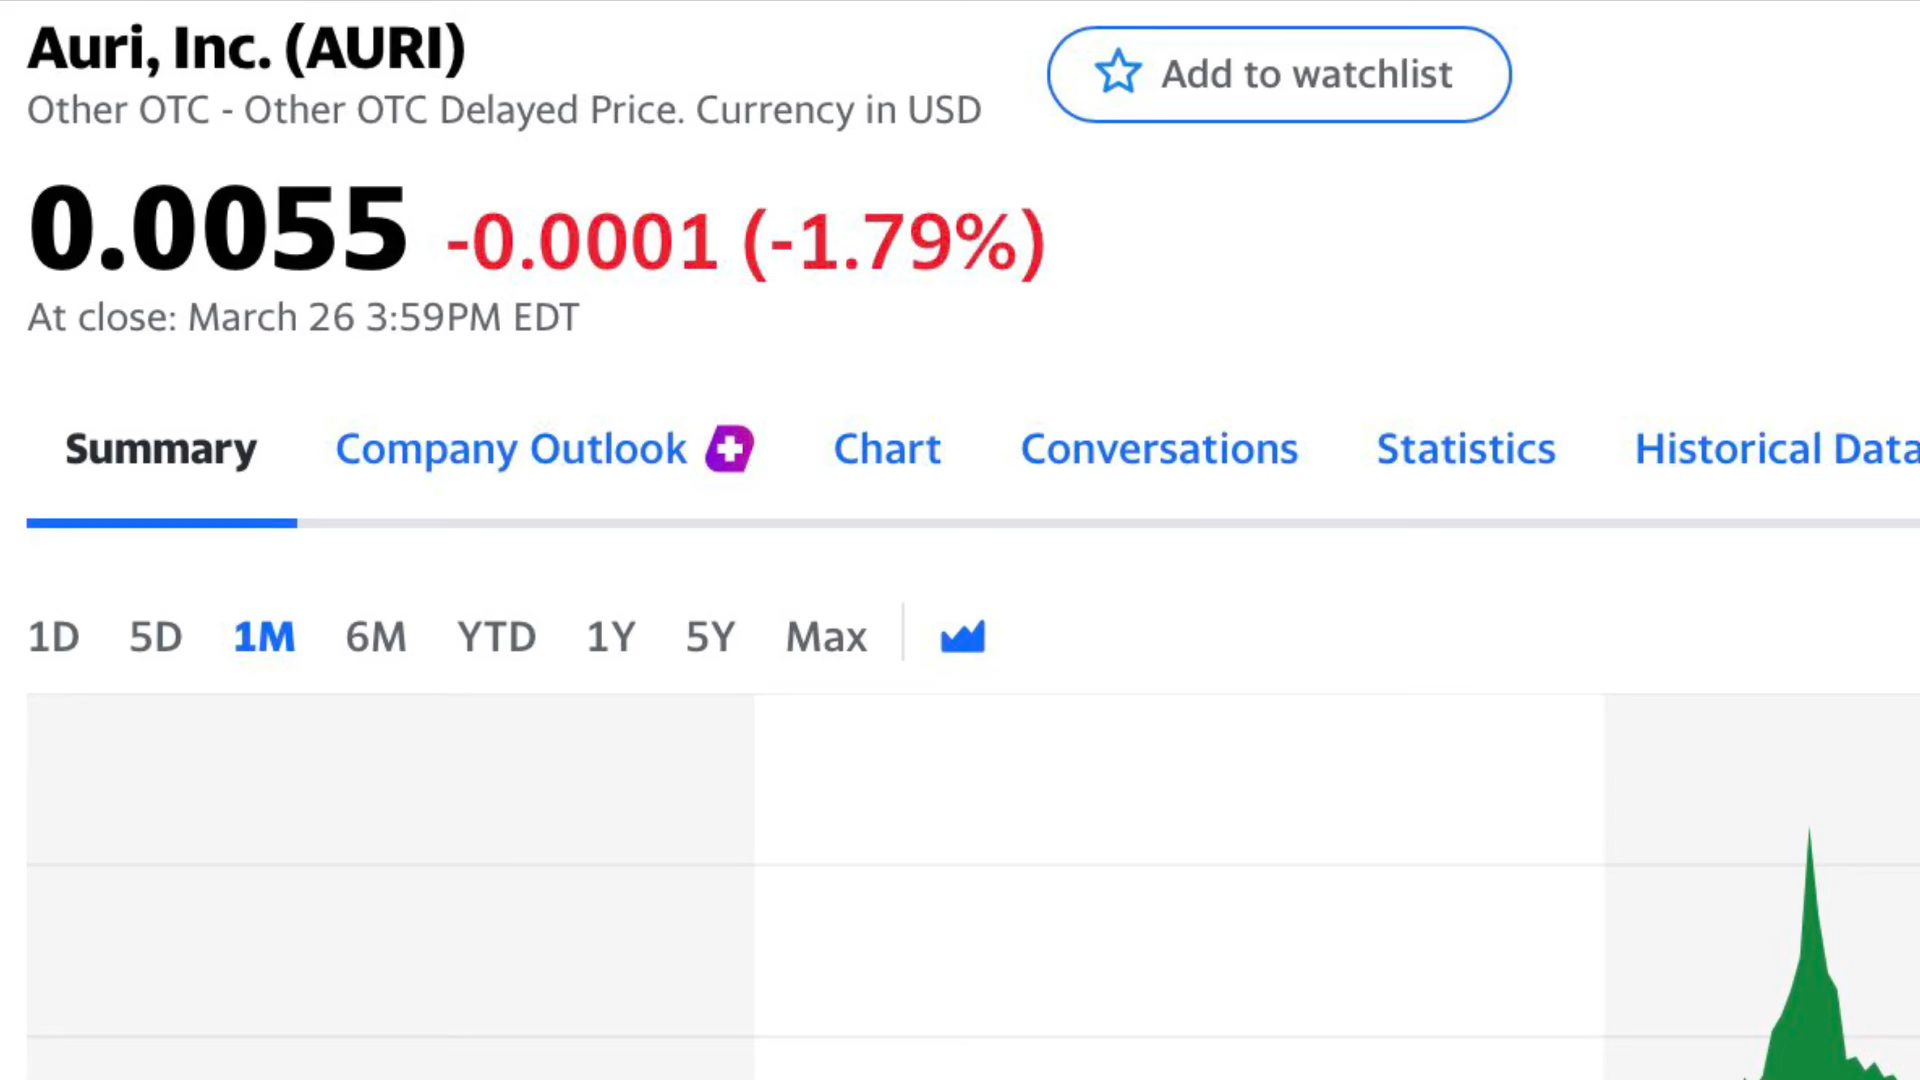 Auri, Inc. (AURI)
Add to watchlist
Other OTC - Other OTC Delayed Price. Currency in USD
0.0055 -0.0001 (-1.79%)
At close: March 26 3:59PM EDT
Summary Company Outlook Chart Conversations Statistics Historical Data
1D 5D 1M 6M YTD 1Y 5Y Max